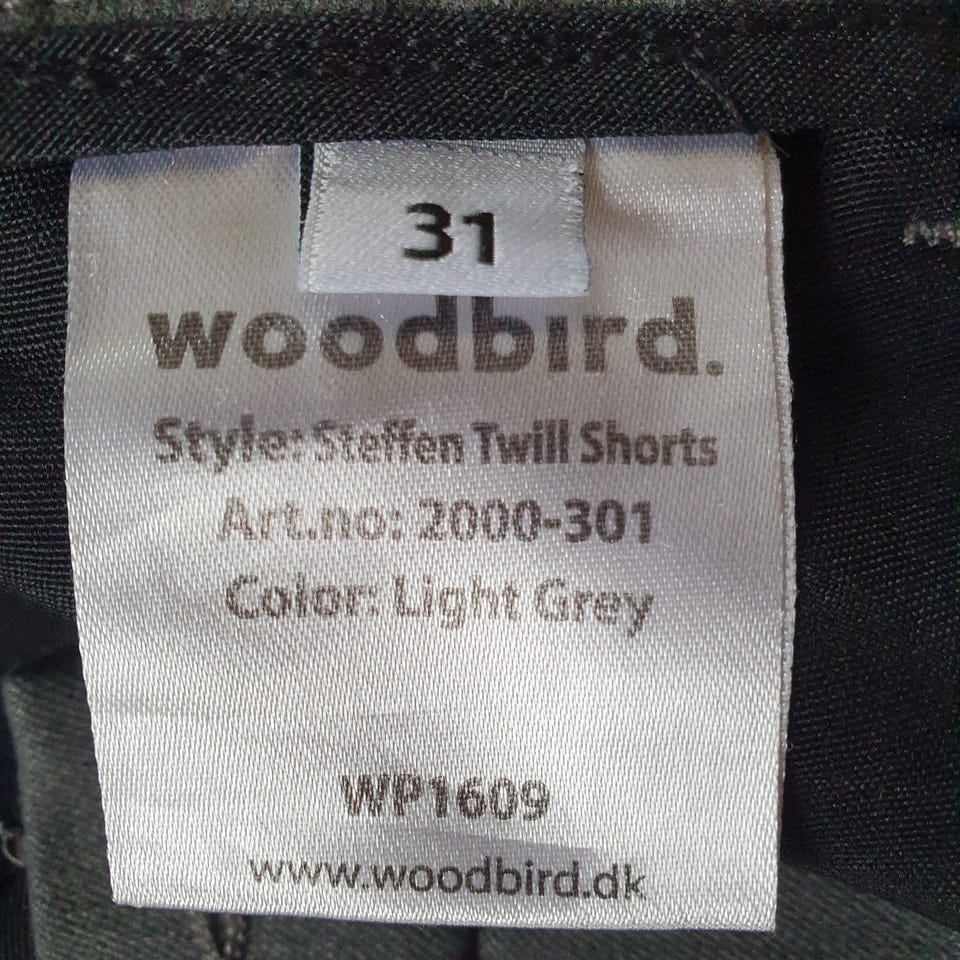 31
woodbird.
Style: Steffen Twill Shorts
Art.no: 2000-301
Color: Light Grey
WP1609
www.woodbird.dk